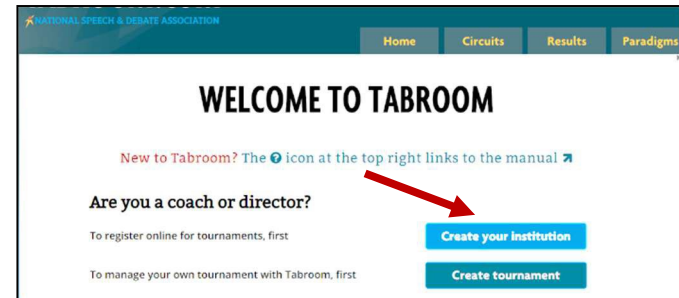 NATIONAL SPEECH & DEBATE ASSOCIATION
Home Circuits Results Paradigms
WELCOME TO TABROOM
New to Tabroom? The ? icon at the top right links to the manual
Are you a coach or director?
To register online for tournaments, first Create your institution
To manage your own tournament with Tabroom, first Create tournament